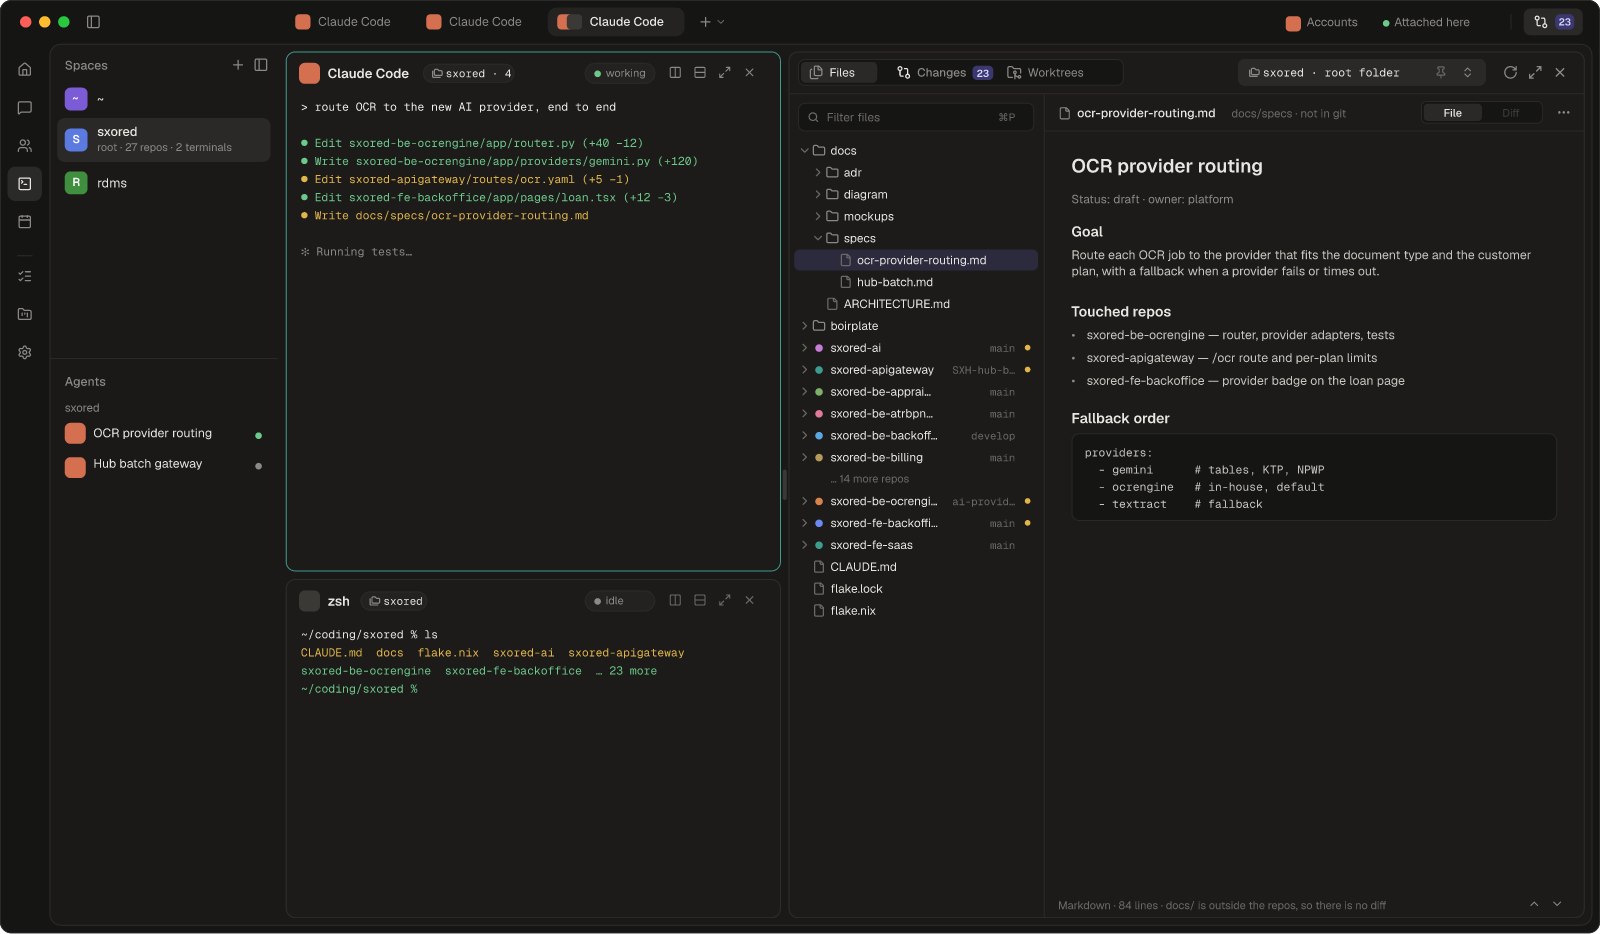 Claude Code
Claude Code
Claude Code
Accounts
Attached here
23
Spaces
~
~
S
sxored
root · 27 repos · 2 terminals
R
rdms
Agents
sxored
OCR provider routing
Hub batch gateway
Claude Code
sxored · 4
working
> route OCR to the new AI provider, end to end
Edit sxored-be-ocrengine/app/router.py (+40 −12)
Write sxored-be-ocrengine/app/providers/gemini.py (+120)
Edit sxored-apigateway/routes/ocr.yaml (+5 −1)
Edit sxored-fe-backoffice/app/pages/loan.tsx (+12 −3)
Write docs/specs/ocr-provider-routing.md
✻ Running tests…
zsh
sxored
idle
~/coding/sxored % ls
CLAUDE.md  docs  flake.nix  sxored-ai  sxored-apigateway
sxored-be-ocrengine  sxored-fe-backoffice  … 23 more
~/coding/sxored %
Files
Changes 23
Worktrees
sxored · root folder
Filter files
⌘P
docs
adr
diagram
mockups
specs
ocr-provider-routing.md
hub-batch.md
ARCHITECTURE.md
boirplate
sxored-ai main
sxored-apigateway SXH-hub-b…
sxored-be-apprai… main
sxored-be-atrbpn… main
sxored-be-backoff… develop
sxored-be-billing main
… 14 more repos
sxored-be-ocrengi… ai-provid…
sxored-fe-backoffi… main
sxored-fe-saas main
CLAUDE.md
flake.lock
flake.nix
ocr-provider-routing.md
docs/specs · not in git
File
Diff
OCR provider routing
Status: draft · owner: platform
Goal
Route each OCR job to the provider that fits the document type and the customer
plan, with a fallback when a provider fails or times out.
Touched repos
• sxored-be-ocrengine — router, provider adapters, tests
• sxored-apigateway — /ocr route and per-plan limits
• sxored-fe-backoffice — provider badge on the loan page
Fallback order
providers:
- gemini      # tables, KTP, NPWP
- ocrengine   # in-house, default
- textract    # fallback
Markdown · 84 lines · docs/ is outside the repos, so there is no diff